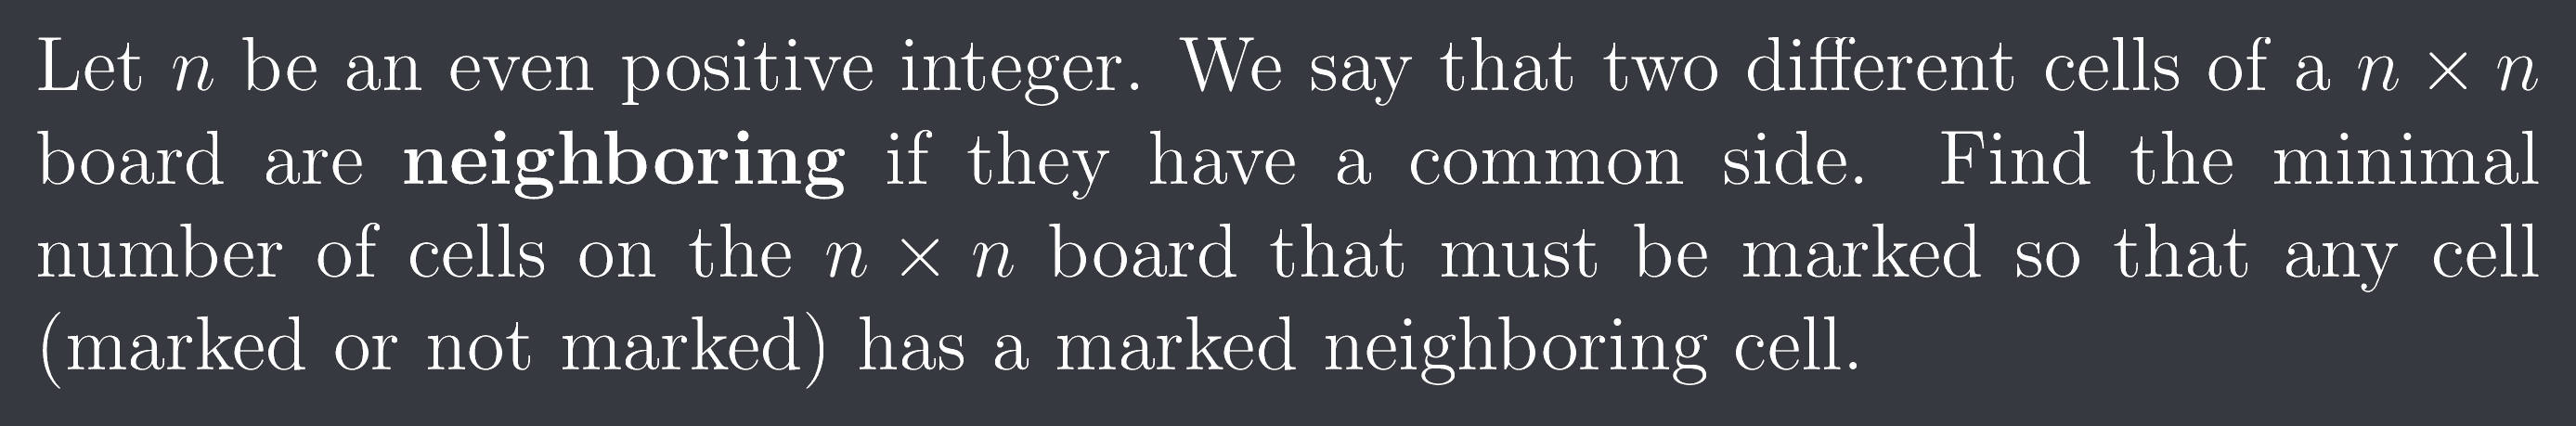 Let n be an even positive integer. We say that two different cells of a n × n
board are neighboring if they have a common side. Find the minimal
number of cells on the n × n board that must be marked so that any cell
(marked or not marked) has a marked neighboring cell.